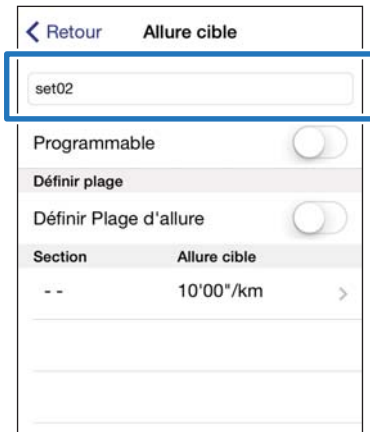 Retour Allure cible
set02
Programmable
Définir plage
Définir Plage d'allure
Section Allure cible
- - 10'00"/km